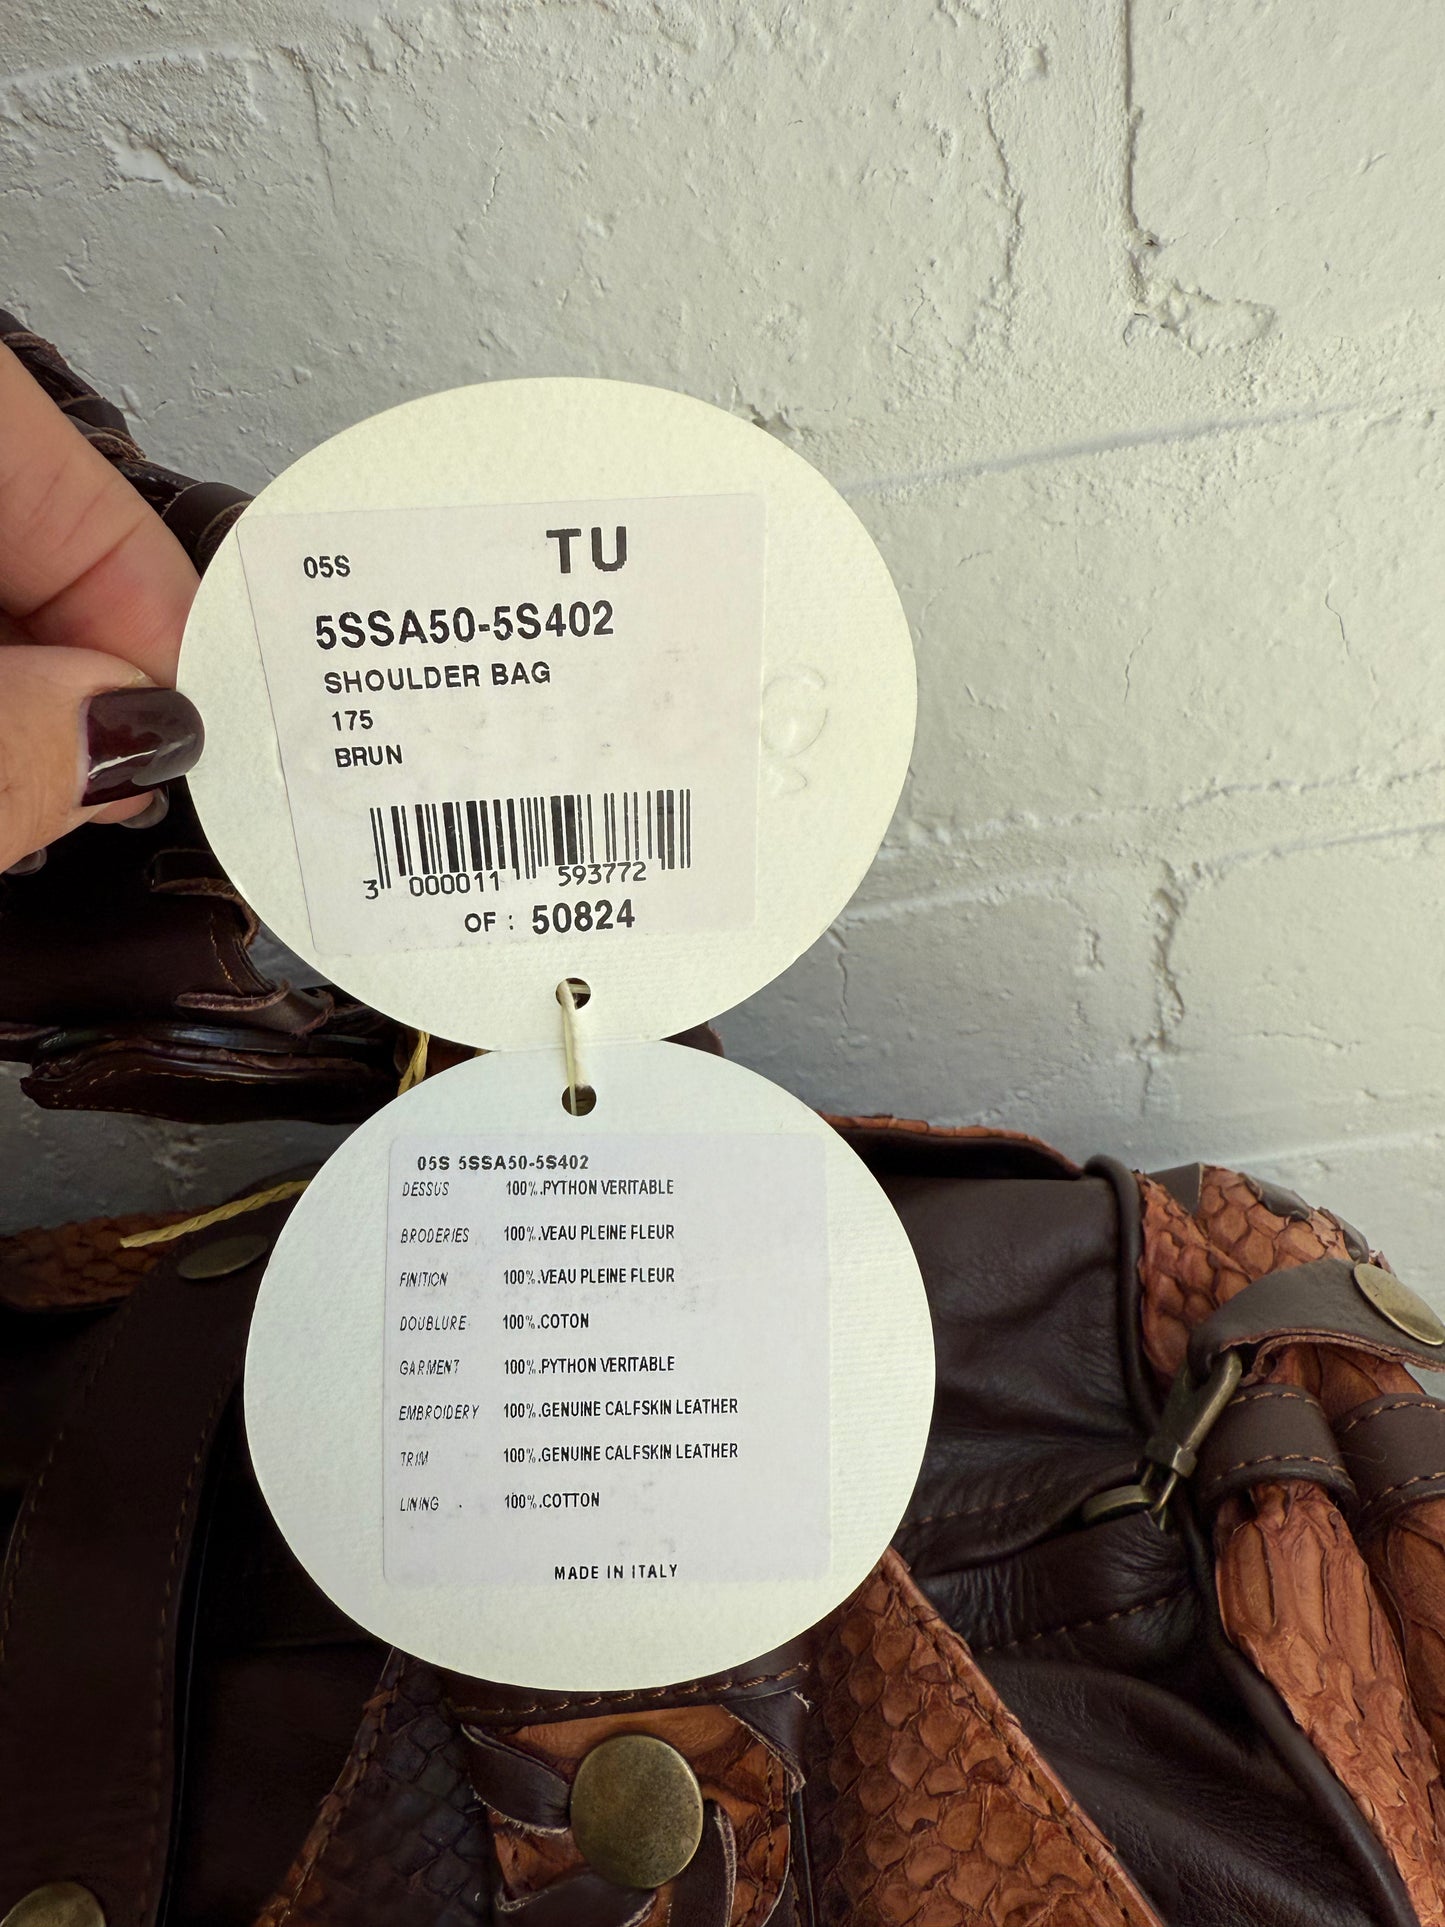 05S TU
5SSA50-5S402
SHOULDER BAG
175
BRUN
3 000011 593772
OF : 50824
05S 5SSA50-5S402
DESSUS 100%.PYTHON VERITABLE
BRODERIES 100%.VEAU PLEINE FLEUR
FINITION 100%.VEAU PLEINE FLEUR
DOUBLURE 100%.COTON
GARMENT 100%.PYTHON VERITABLE
EMBROIDERY 100%.GENUINE CALFSKIN LEATHER
TRIM 100%.GENUINE CALFSKIN LEATHER
LINING . 100%.COTTON
MADE IN ITALY